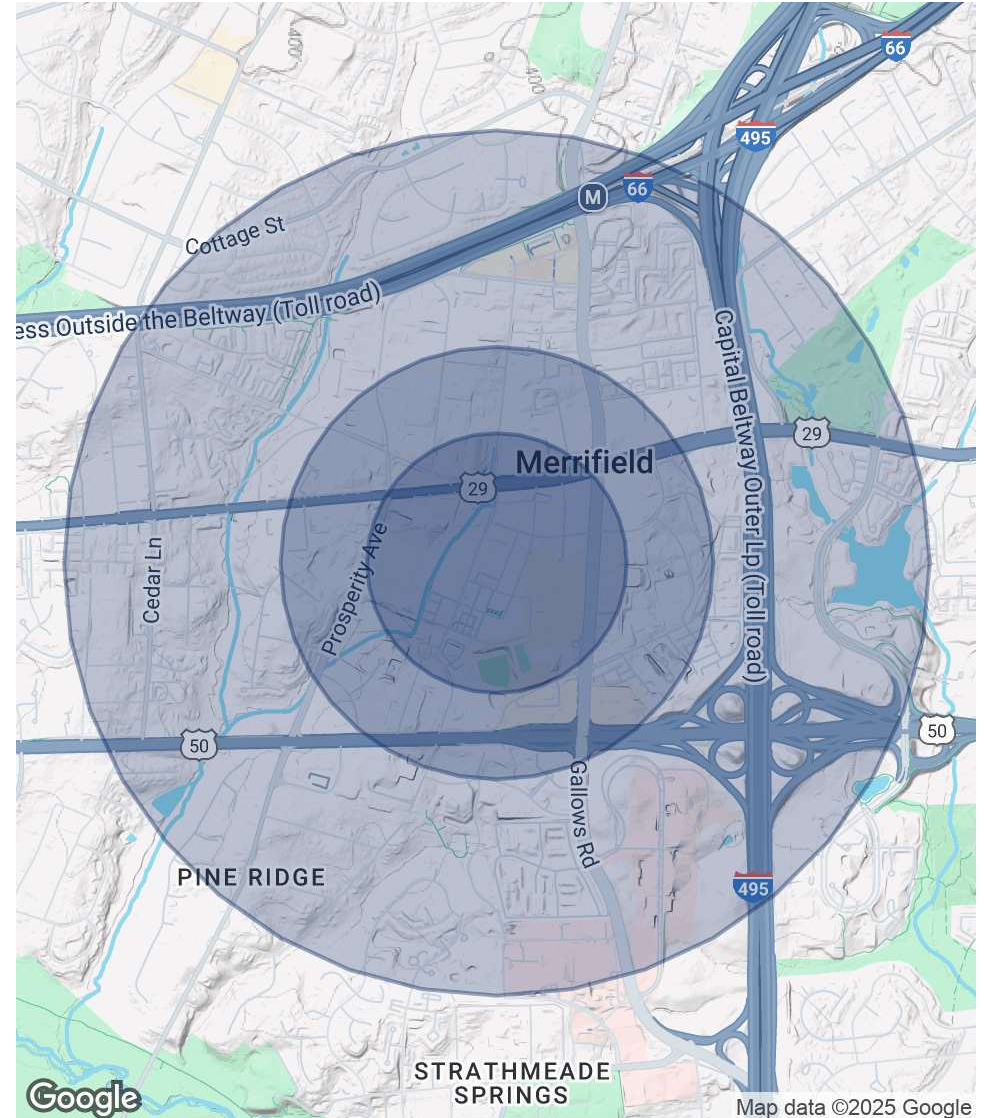 66
495
400'
400
M
66
Cottage St
ess Outside the Beltway (Toll road)
Capital Beltway Outer Lp (Toll road)
29
Merrifield
29
Prosperity Ave
Cedar Ln
50
50
Gallows Rd
PINE RIDGE
495
STRATHMEADE
SPRINGS
Google
Map data ©2025 Google